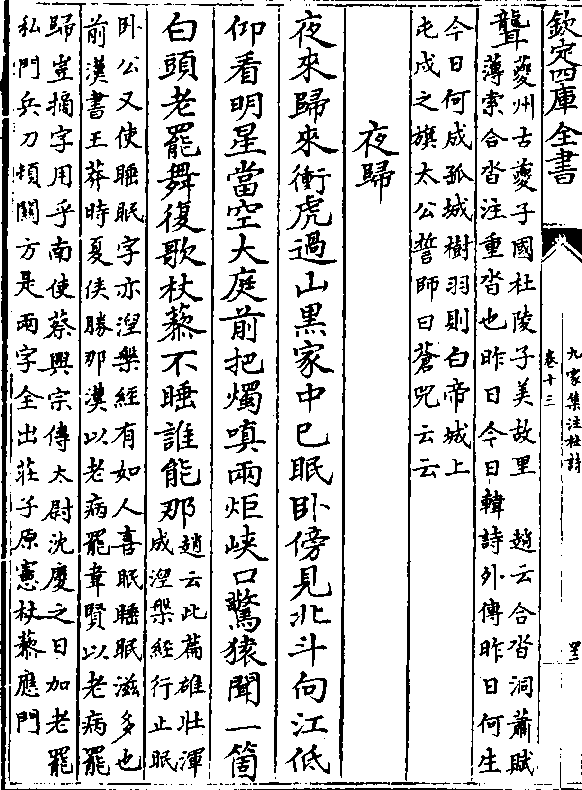 欽定四庫全書
九家集注杜詩
卷十三
聾
夔州古夔子國杜陵子美故里　趙云合沓洞蕭賦
薄索合沓注重沓也昨日今日韓詩外傳昨日何生
今日何成孤城樹羽則白帝城上
屯戍之旗太公誓師曰蒼兕云云
夜歸
夜來歸來衝虎過山黒家中已眠卧傍見北斗向江低
仰看明星當空大庭前把燭嗔兩炬峽口驚猿聞一箇
白頭老罷舞復歌杖藜不睡誰能那
趙云此篇雄壯渾
成涅槃經行止眠
卧公又使睡眠字亦涅槃經有如人喜眠睡眠滋多也
前漢書王莽時夏侯勝那漢以老病罷韋賢以老病罷
歸豈摘字用乎南使蔡興宗傳太尉沈慶之曰加老罷
私門兵刀頓闗方是兩字全出莊子原憲杖藜應門